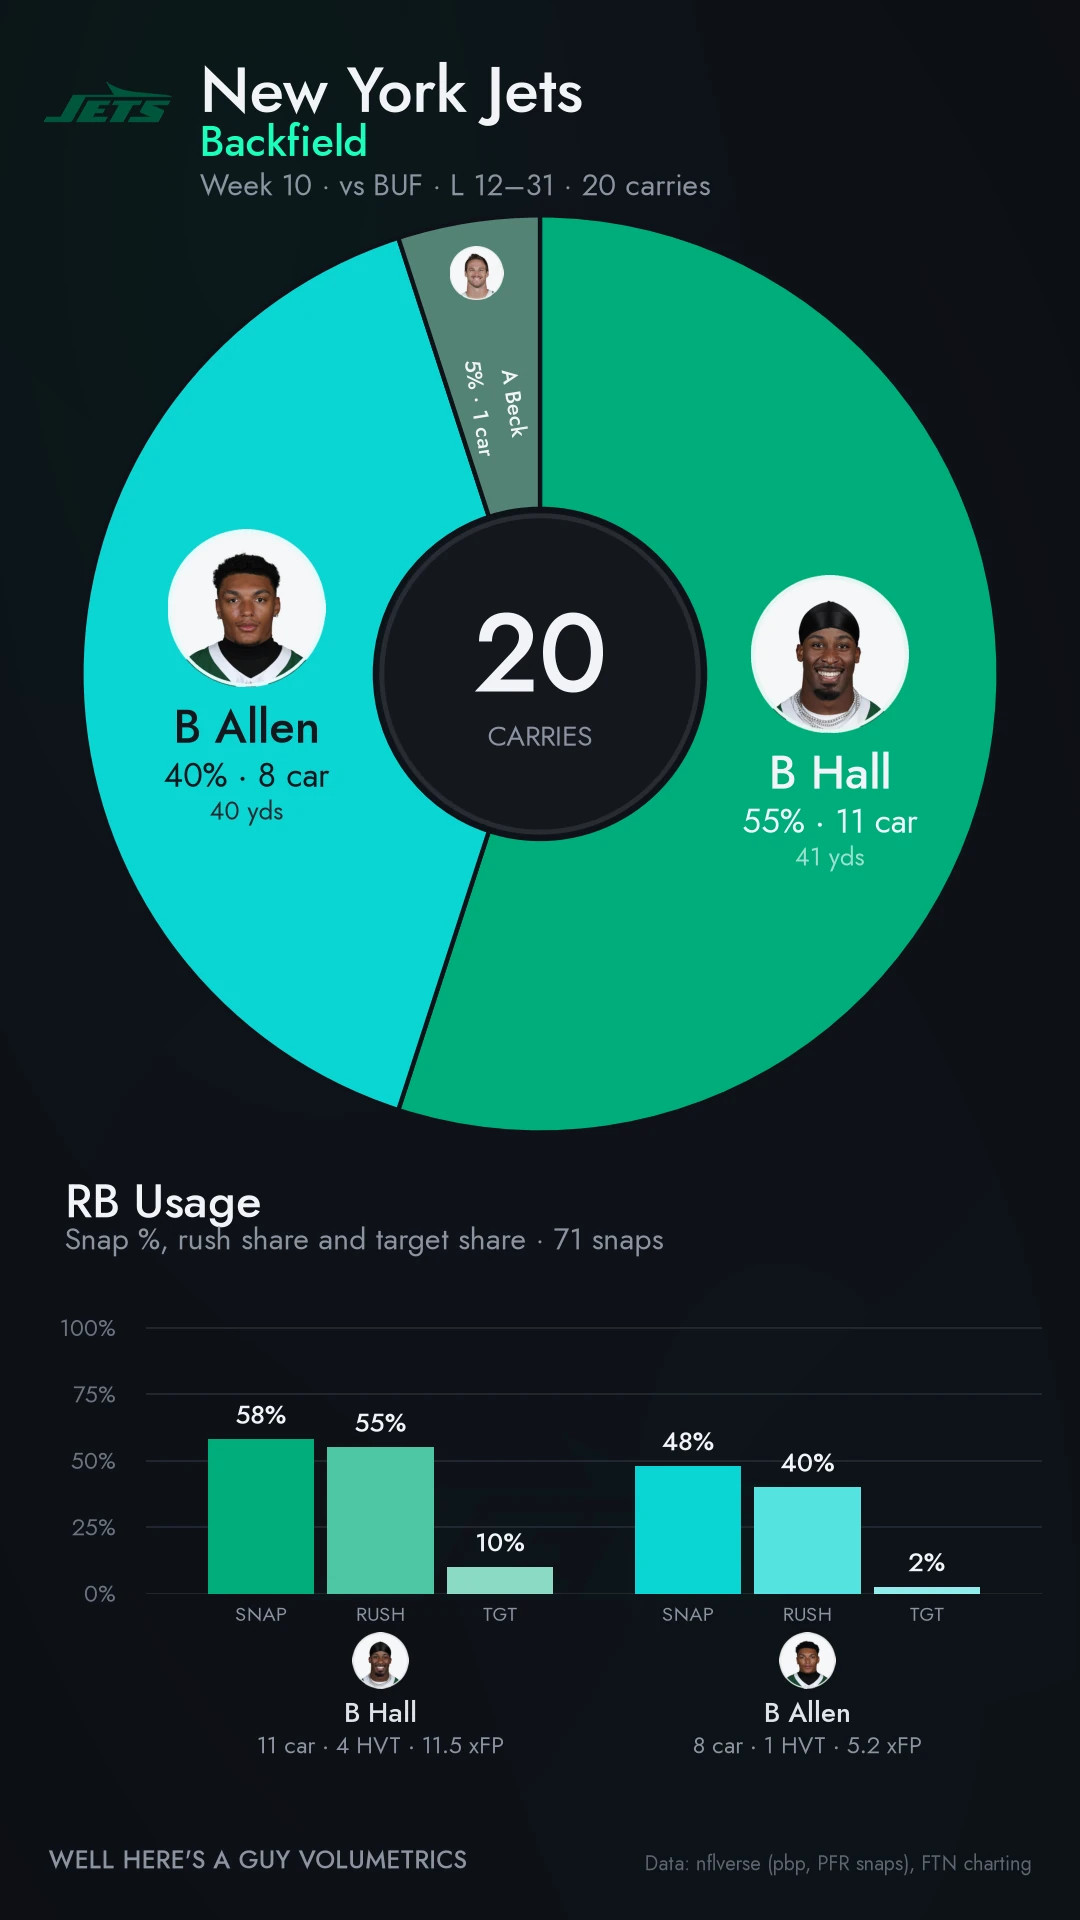 JETS
New York Jets
Backfield
Week 10 · vs BUF · L 12–31 · 20 carries
A Beck
5% · 1 car
B Allen
40% · 8 car
40 yds
20
CARRIES
B Hall
55% · 11 car
41 yds
RB Usage
Snap %, rush share and target share · 71 snaps
100%
75%
50%
25%
0%
58%
55%
10%
48%
40%
2%
SNAP RUSH TGT SNAP RUSH TGT
B Hall
11 car · 4 HVT · 11.5 xFP
B Allen
8 car · 1 HVT · 5.2 xFP
WELL HERE'S A GUY VOLUMETRICS
Data: nflverse (pbp, PFR snaps), FTN charting